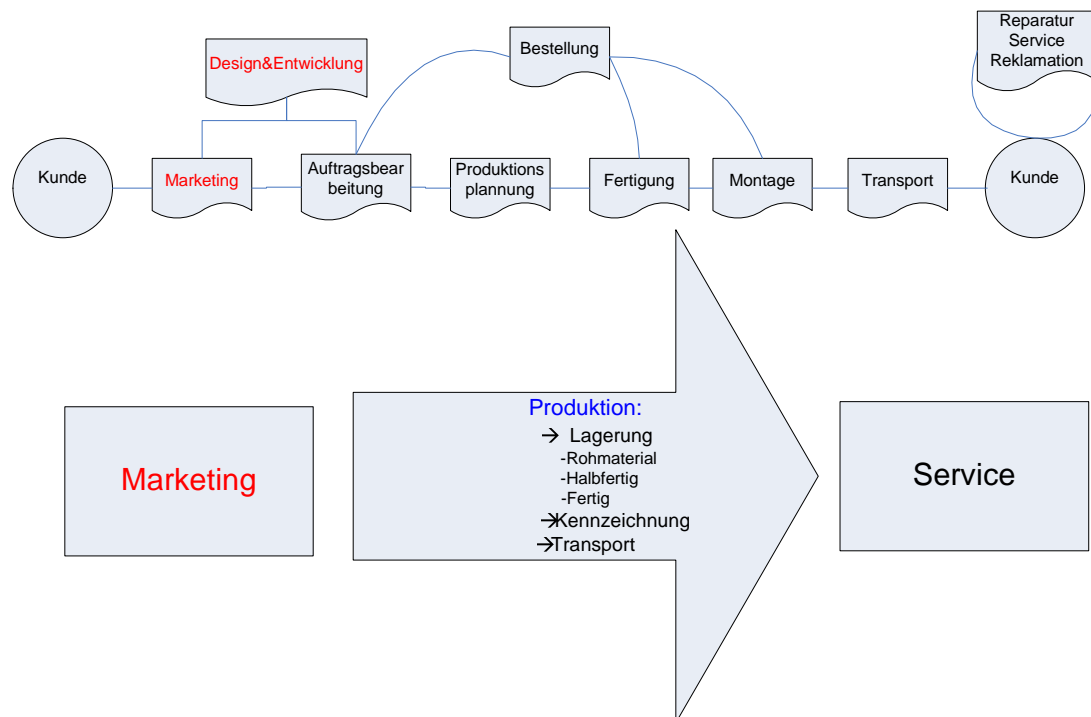 Design&Entwicklung
Bestellung
Reparatur
Service
Reklamation
Kunde
Marketing
Auftragsbear
beitung
Produktions
plannung
Fertigung
Montage
Transport
Kunde
Marketing
Produktion:
→ Lagerung
-Rohmaterial
-Halbfertig
-Fertig
→Kennzeichnung
→Transport
Service